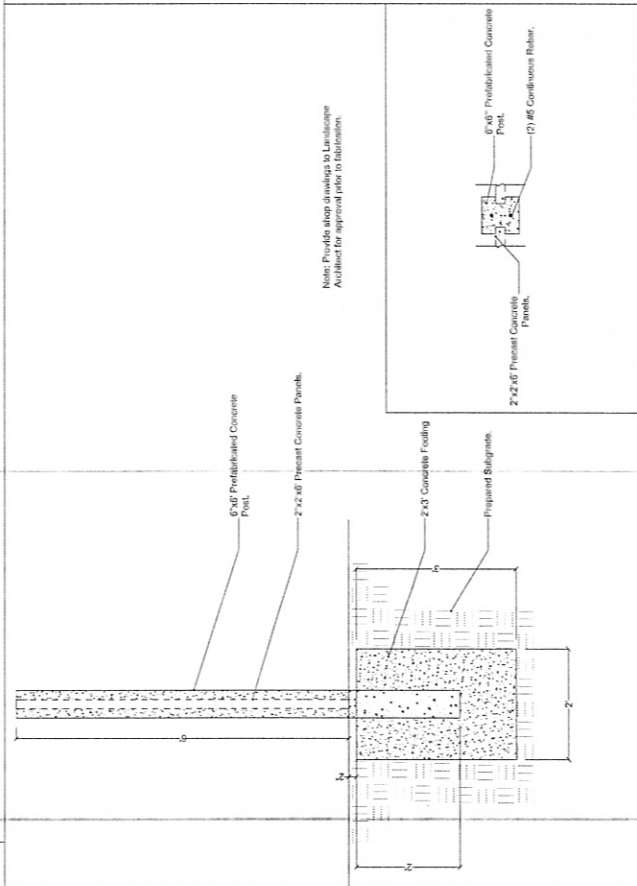 6"x6' Prefabricated Concrete
Post.
2"x2'x6' Precast Concrete Panels.
2'x3' Concrete Footing
Prepared Subgrade.
6'
2"
3'
2'
2'
Note: Provide shop drawings to Landscape
Architect for approval prior to fabrication.
2"x2'x6' Precast Concrete
Panels.
6"x6" Prefabricated Concrete
Post.
(2) #5 Continuous Rebar.